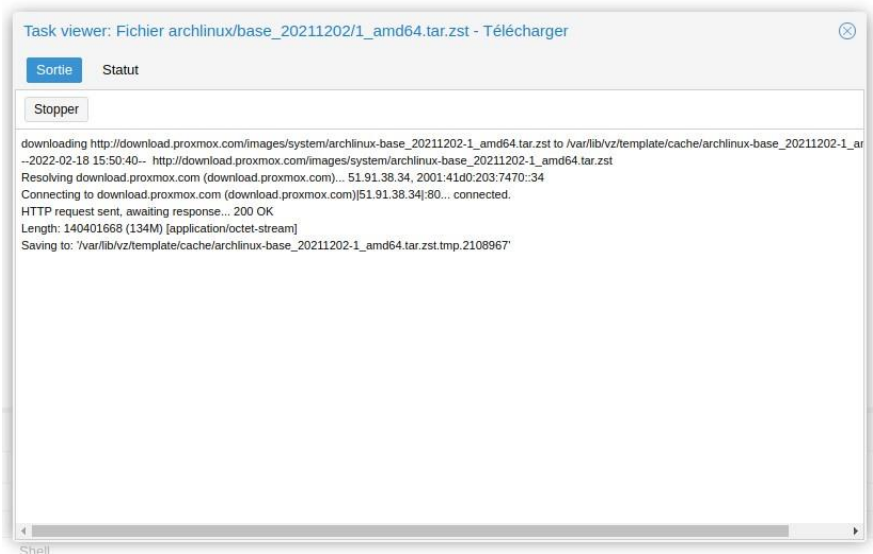 Task viewer: Fichier archlinux/base_20211202/1_amd64.tar.zst - Télécharger
Sortie Statut
Stopper
downloading http://download.proxmox.com/images/system/archlinux-base_20211202-1_amd64.tar.zst to /var/lib/vz/template/cache/archlinux-base_20211202-1_ar
--2022-02-18 15:50:40-- http://download.proxmox.com/images/system/archlinux-base_20211202-1_amd64.tar.zst
Resolving download.proxmox.com (download.proxmox.com)... 51.91.38.34, 2001:41d0:203:7470::34
Connecting to download.proxmox.com (download.proxmox.com)|51.91.38.34|:80... connected.
HTTP request sent, awaiting response... 200 OK
Length: 140401668 (134M) [application/octet-stream]
Saving to: '/var/lib/vz/template/cache/archlinux-base_20211202-1_amd64.tar.zst.tmp.2108967'
Shell